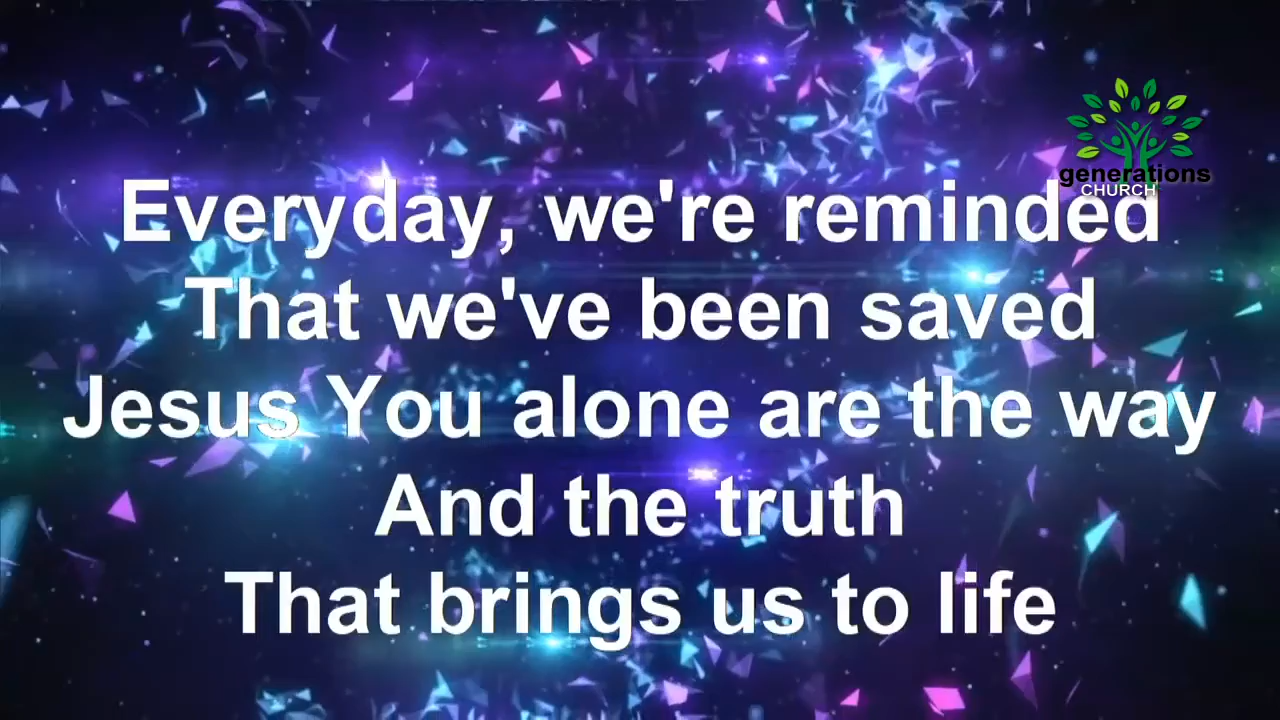 generations
CHURCH
Everyday, we're reminded
That we've been saved
Jesus You alone are the way
And the truth
That brings us to life